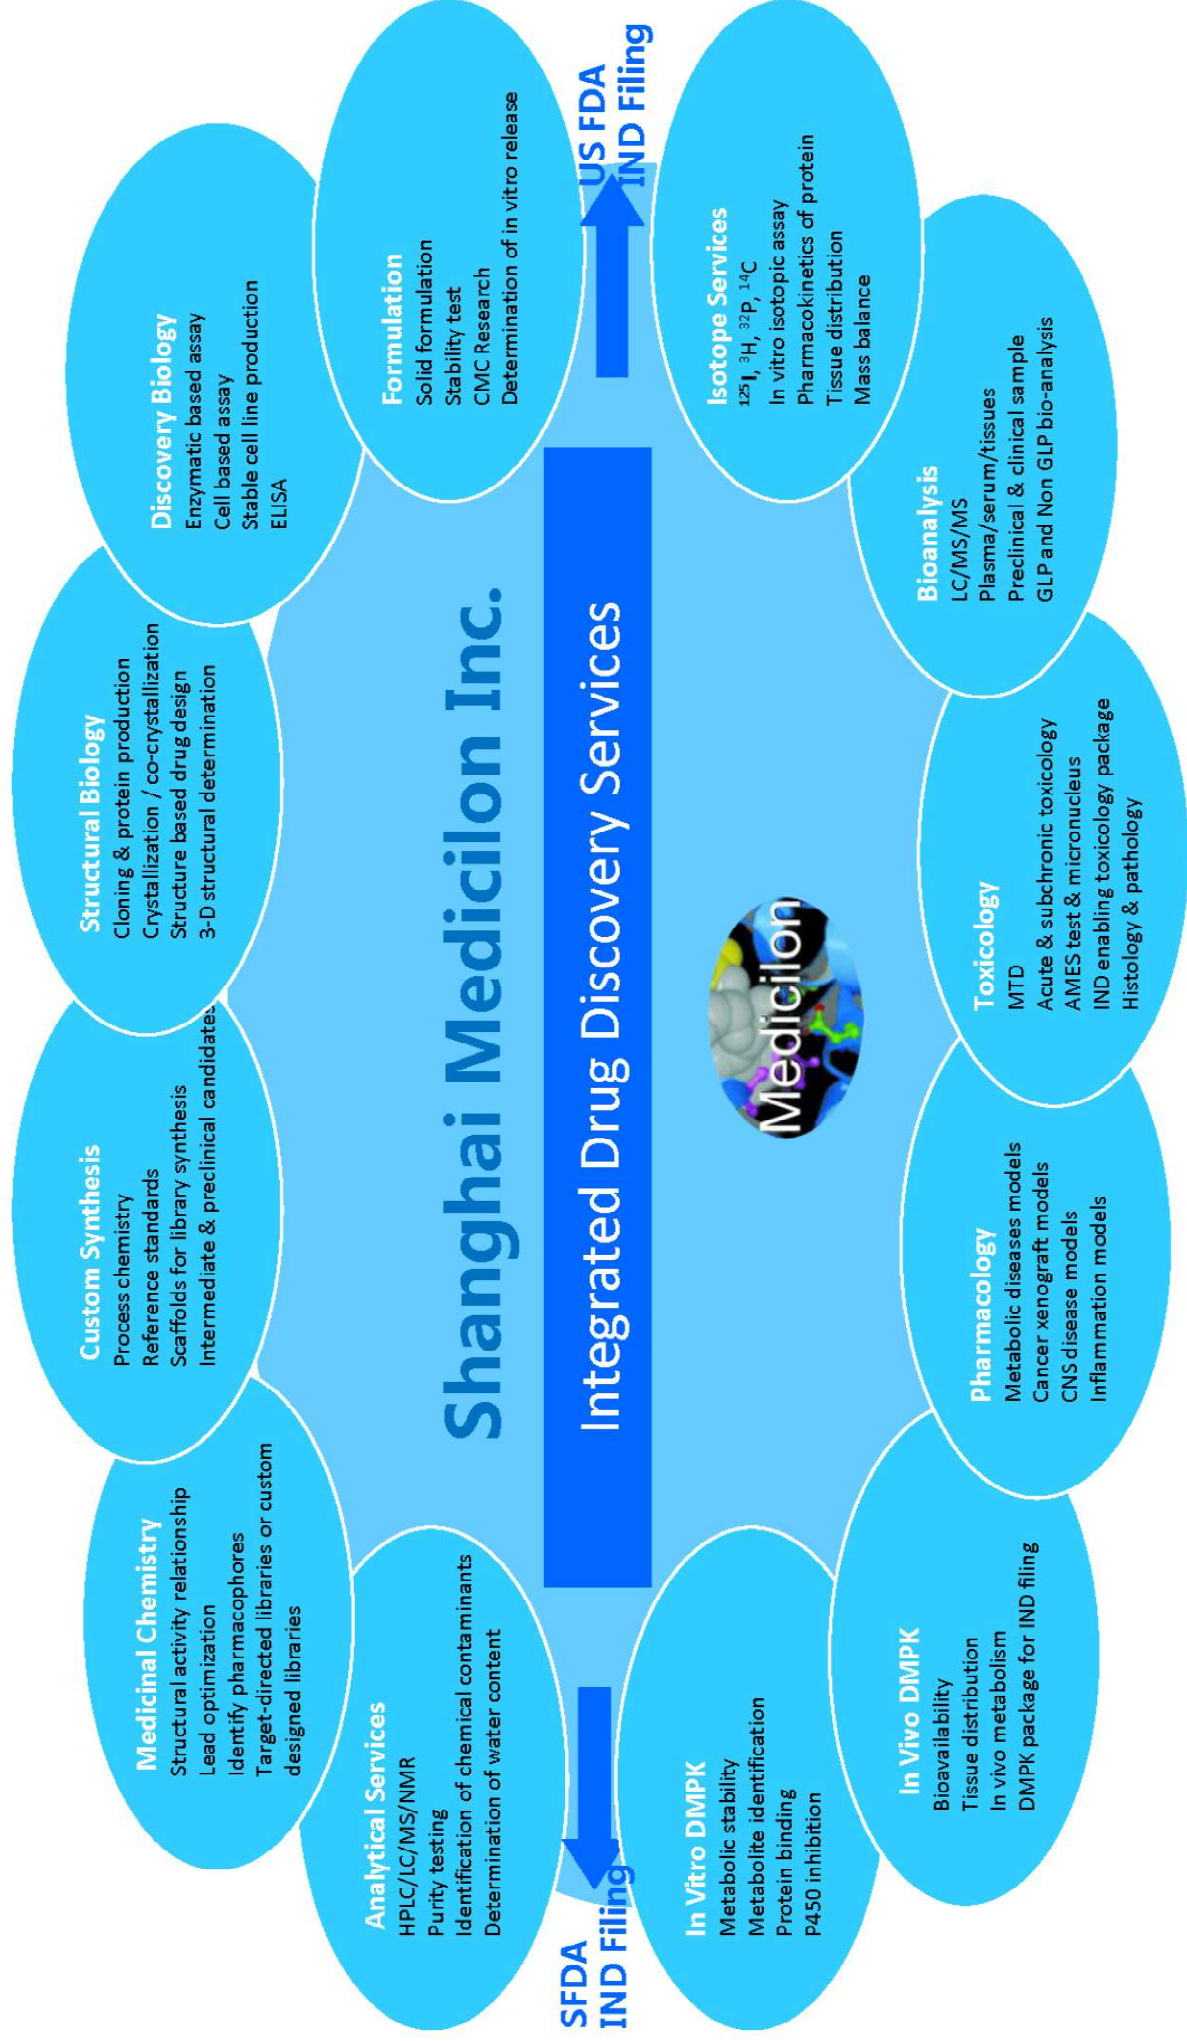 Medicinal Chemistry
Structural activity relationship
Lead optimization
Identify pharmacophores
Target-directed libraries or custom
designed libraries
Custom Synthesis
Process chemistry
Reference standards
Scaffolds for library synthesis
Intermediate & preclinical candidates
Structural Biology
Cloning & protein production
Crystallization / co-crystallization
Structure based drug design
3-D structural determination
Discovery Biology
Enzymatic based assay
Cell based assay
Stable cell line production
ELISA
Analytical Services
HPLC/LC/MS/NMR
Purity testing
Identification of chemical contaminants
Determination of water content
Formulation
Solid formulation
Stability test
CMC Research
Determination of in vitro release
Shanghai Medicilon Inc.
SFDA
IND Filing
Integrated Drug Discovery Services
US FDA
IND Filing
Medicilon
In Vitro DMPK
Metabolic stability
Metabolite identification
Protein binding
P450 inhibition
In Vivo DMPK
Bioavailability
Tissue distribution
In vivo metabolism
DMPK package for IND filing
Pharmacology
Metabolic diseases models
Cancer xenograft models
CNS disease models
Inflammation models
Toxicology
MTD
Acute & subchronic toxicology
AMES test & micronucleus
IND enabling toxicology package
Histology & pathology
Bioanalysis
LC/MS/MS
Plasma/serum/tissues
Preclinical & clinical sample
GLP and Non GLP bio-analysis
Isotope Services
¹²⁵I, ³H, ³²P, ¹⁴C
In vitro isotopic assay
Pharmacokinetics of protein
Tissue distribution
Mass balance